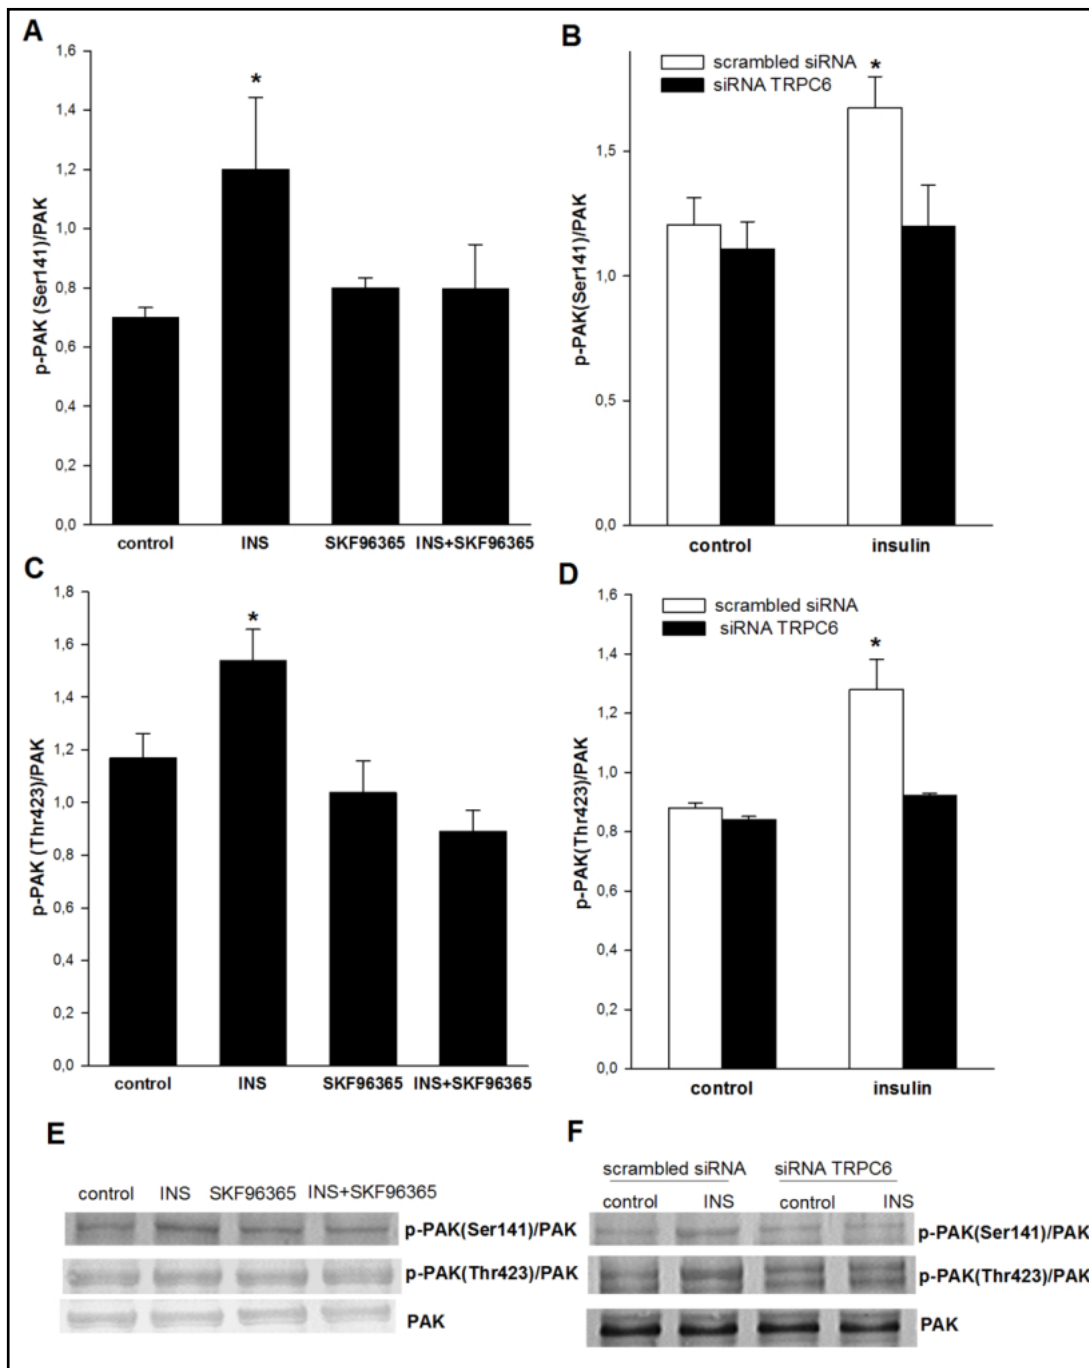 A
1,6
1,4
1,2
1,0
0,8
0,6
0,4
0,2
0,0
p-PAK (Ser141)/PAK
*
control INS SKF96365 INS+SKF96365
B
scrambled siRNA
siRNA TRPC6
*
1,5
1,0
0,5
0,0
p-PAK(Ser141)/PAK
control insulin
C
1,8
1,6
1,4
1,2
1,0
0,8
0,6
0,4
0,2
0,0
p-PAK (Thr423)/PAK
*
control INS SKF96365 INS+SKF96365
D
1,6
1,4
1,2
1,0
0,8
0,6
0,4
0,2
0,0
scrambled siRNA
siRNA TRPC6
*
p-PAK(Thr423)/PAK
control insulin
E
control INS SKF96365 INS+SKF96365
p-PAK(Ser141)/PAK
p-PAK(Thr423)/PAK
PAK
F
scrambled siRNA siRNA TRPC6
control INS control INS
p-PAK(Ser141)/PAK
p-PAK(Thr423)/PAK
PAK